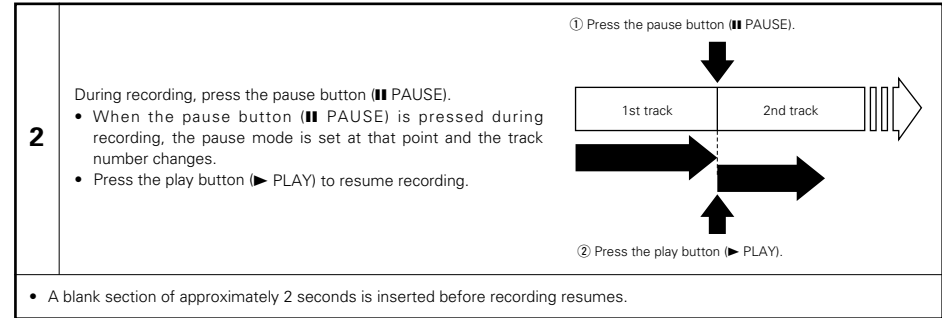 ① Press the pause button (▮▮ PAUSE).
During recording, press the pause button (▮▮ PAUSE).
• When the pause button (▮▮ PAUSE) is pressed during
recording, the pause mode is set at that point and the track
number changes.
• Press the play button (► PLAY) to resume recording.
2
1st track
2nd track
② Press the play button (► PLAY).
• A blank section of approximately 2 seconds is inserted before recording resumes.